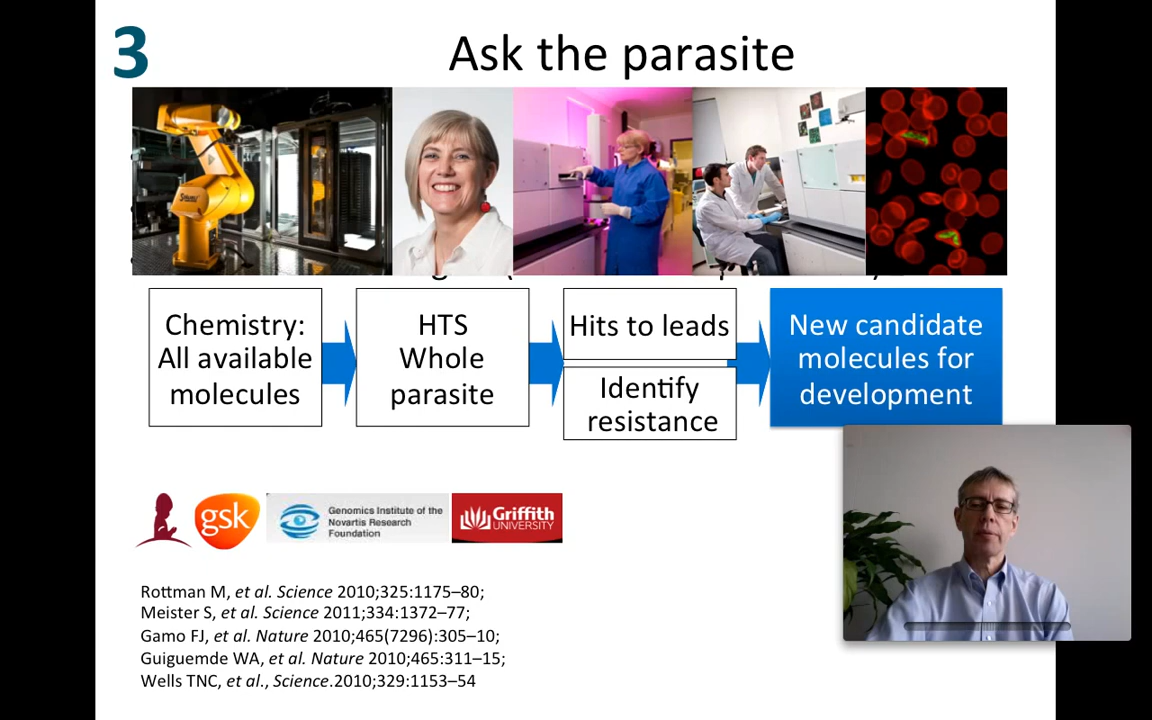 3
Ask the parasite
Chemistry:
All available
molecules
HTS
Whole
parasite
Hits to leads
Identify
resistance
New candidate
molecules for
development
gsk
Genomics Institute of the
Novartis Research
Foundation
Griffith
UNIVERSITY
Rottman M, et al. Science 2010;325:1175–80;
Meister S, et al. Science 2011;334:1372–77;
Gamo FJ, et al. Nature 2010;465(7296):305–10;
Guiguemde WA, et al. Nature 2010;465:311–15;
Wells TNC, et al., Science.2010;329:1153–54